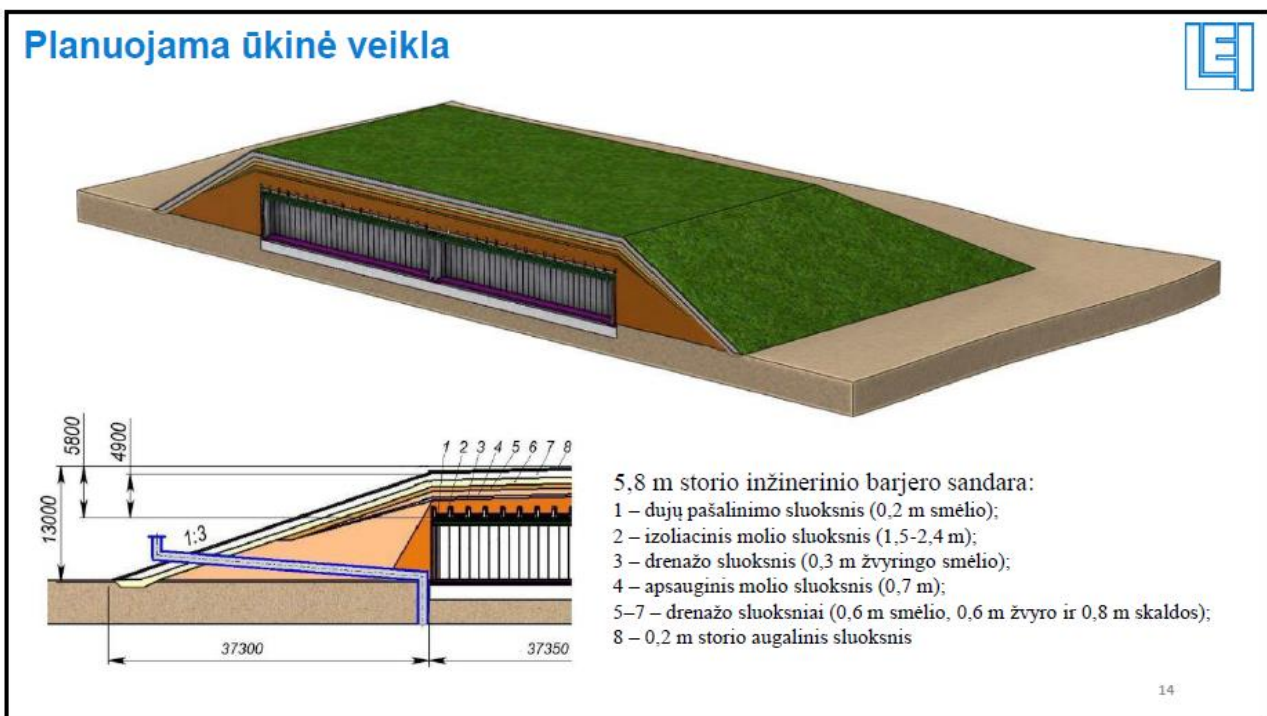 Planuojama ūkinė veikla
LEI
5800
4900
13000
1:3
1 2 3 4 5 6 7 8
37300
37350
5,8 m storio inžinerinio barjero sandara:
1 – dujų pašalinimo sluoksnis (0,2 m smėlio);
2 – izoliacinis molio sluoksnis (1,5-2,4 m);
3 – drenažo sluoksnis (0,3 m žvyringo smėlio);
4 – apsauginis molio sluoksnis (0,7 m);
5–7 – drenažo sluoksniai (0,6 m smėlio, 0,6 m žvyro ir 0,8 m skaldos);
8 – 0,2 m storio augalinis sluoksnis
14